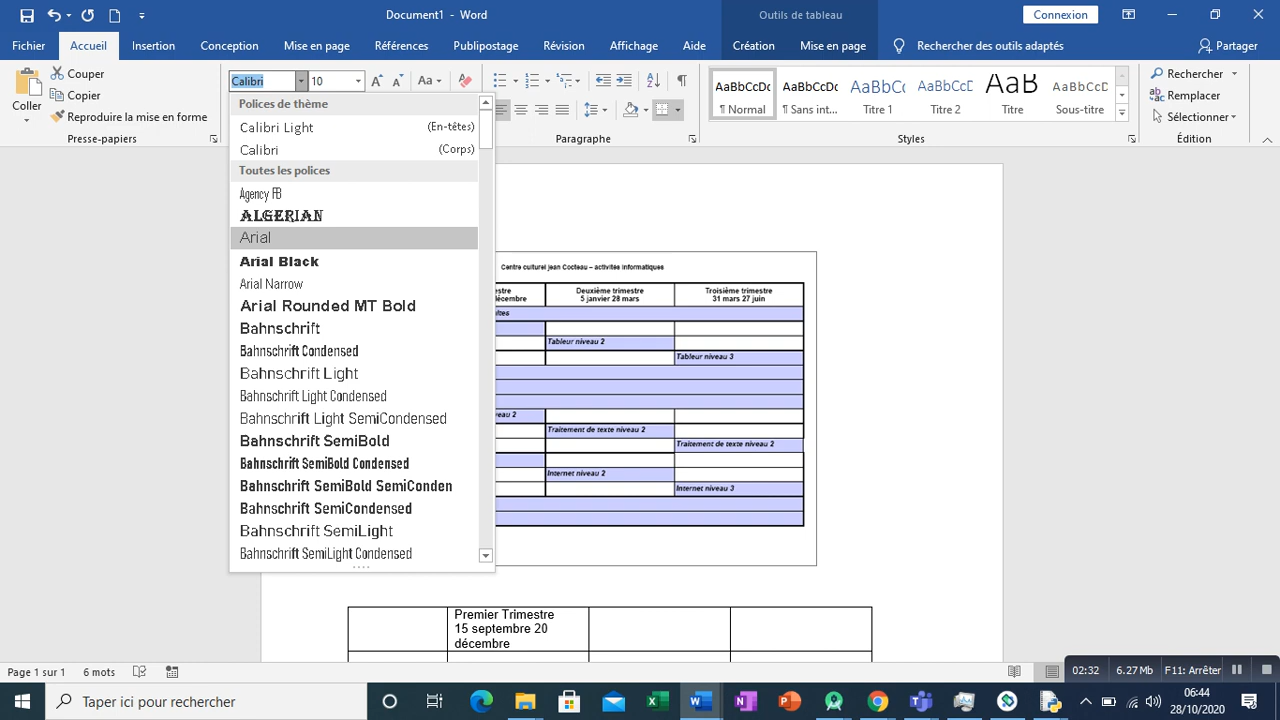 Document1 - Word
Outils de tableau
Connexion
Fichier
Accueil
Insertion
Conception
Mise en page
Références
Publipostage
Révision
Affichage
Aide
Création
Mise en page
Rechercher des outils adaptés
Partager
Coller
Couper
Copier
Reproduire la mise en forme
Presse-papiers
Calibri
10
Aa
Paragraphe
AaBbCcDc
¶ Normal
AaBbCcDc
¶ Sans int...
AaBbC(
Titre 1
AaBbCcI
Titre 2
AaB
Titre
AaBbCcD
Sous-titre
Styles
Rechercher
Remplacer
Sélectionner
Édition
Polices de thème
Calibri Light (En-têtes)
Calibri (Corps)
Toutes les polices
Agency FB
ALGERIAN
Arial
Arial Black
Arial Narrow
Arial Rounded MT Bold
Bahnschrift
Bahnschrift Condensed
Bahnschrift Light
Bahnschrift Light Condensed
Bahnschrift Light SemiCondensed
Bahnschrift SemiBold
Bahnschrift SemiBold Condensed
Bahnschrift SemiBold SemiConden
Bahnschrift SemiCondensed
Bahnschrift SemiLight
Bahnschrift SemiLight Condensed
Centre culturel jean Cocteau – activités informatiques
Deuxième trimestre
5 janvier 28 mars
Troisième trimestre
31 mars 27 juin
Tableur niveau 2
Tableur niveau 3
Traitement de texte niveau 2
Traitement de texte niveau 2
Internet niveau 2
Internet niveau 3
Premier Trimestre
15 septembre 20
décembre
Page 1 sur 1
6 mots
02:32
6.27 Mb
F11: Arrêter
Taper ici pour rechercher
06:44
28/10/2020